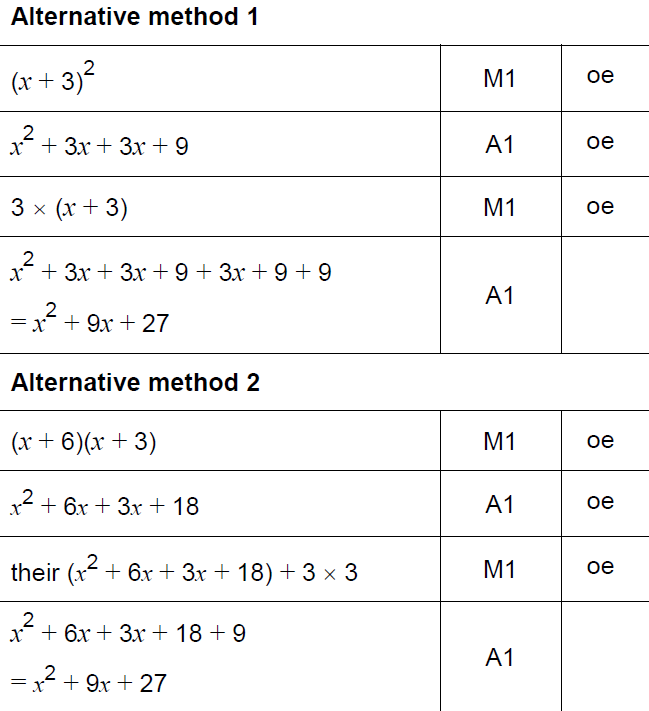 Alternative method 1
(x + 3)² M1 oe
x² + 3x + 3x + 9 A1 oe
3 × (x + 3) M1 oe
x² + 3x + 3x + 9 + 3x + 9 + 9
= x² + 9x + 27 A1
Alternative method 2
(x + 6)(x + 3) M1 oe
x² + 6x + 3x + 18 A1 oe
their (x² + 6x + 3x + 18) + 3 × 3 M1 oe
x² + 6x + 3x + 18 + 9
= x² + 9x + 27 A1